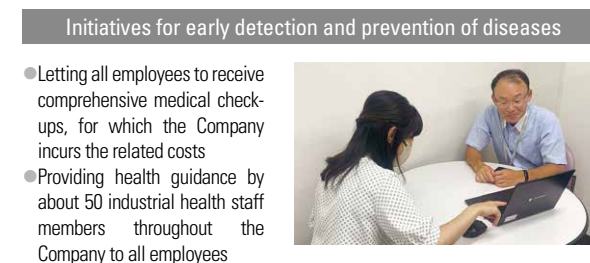 Initiatives for early detection and prevention of diseases
●Letting all employees to receive
comprehensive medical check-
ups, for which the Company
incurs the related costs
●Providing health guidance by
about 50 industrial health staff
members throughout the
Company to all employees